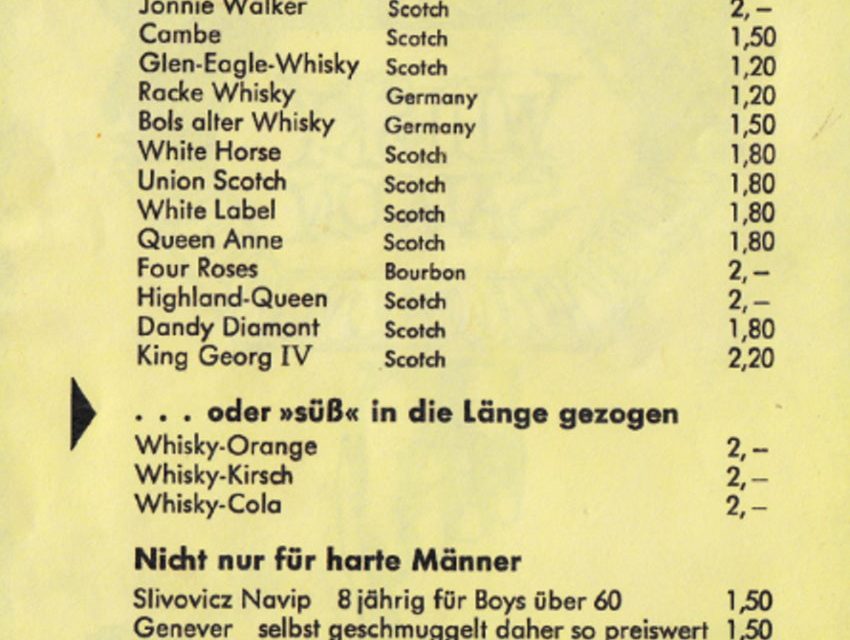 Jonnie Walker Scotch 2,–
Cambe Scotch 1,50
Glen-Eagle-Whisky Scotch 1,20
Racke Whisky Germany 1,20
Bols alter Whisky Germany 1,50
White Horse Scotch 1,80
Union Scotch Scotch 1,80
White Label Scotch 1,80
Queen Anne Scotch 1,80
Four Roses Bourbon 2,–
Highland-Queen Scotch 2,–
Dandy Diamont Scotch 1,80
King Georg IV Scotch 2,20
. . . oder »süß« in die Länge gezogen
Whisky-Orange 2,–
Whisky-Kirsch 2,–
Whisky-Cola 2,–
Nicht nur für harte Männer
Slivovicz Navip 8 jährig für Boys über 60 1,50
Genever selbst geschmuggelt daher so preiswert 1,50